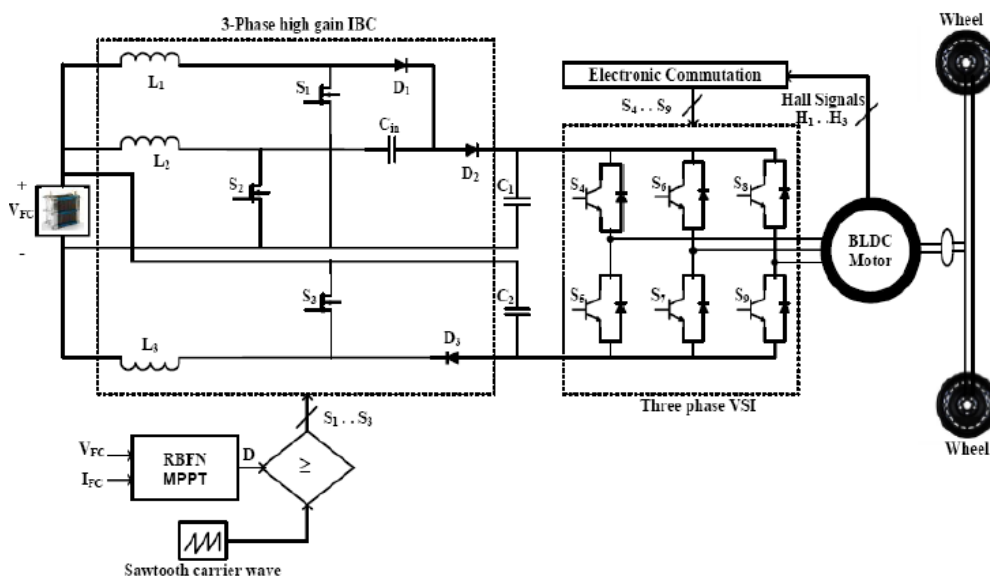 3-Phase high gain IBC
Wheel
L1
S1
D1
Electronic Commutation
Hall Signals
H1 . . H3
S4 . . S9
Cin
L2
D2
S2
C1
S4
S6
S8
+
VFC
-
BLDC
Motor
S3
C2
S5
S7
S9
L3
D3
Three phase VSI
S1 . . S3
VFC
IFC
RBFN
MPPT
D
≥
Wheel
Sawtooth carrier wave